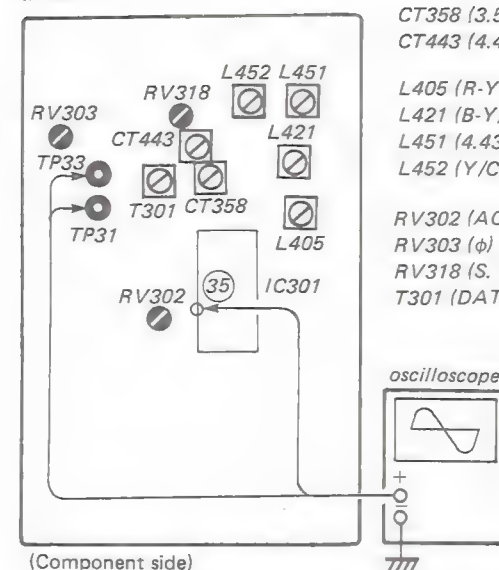 CT358 (3.5
CT443 (4.4
L452 L451
RV318
RV303
CT443
L421
TP33
T301 CT358
TP31
L405
RV302
35
IC301
L405 (R-Y
L421 (B-Y
L451 (4.43
L452 (Y/C
RV302 (AC
RV303 (φ)
RV318 (S.
T301 (DAT
oscilloscope
+
−
(Component side)